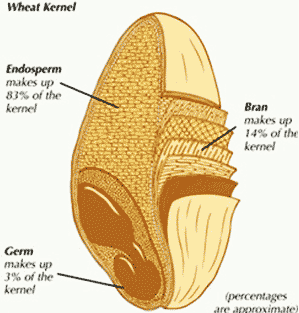 Wheat Kernel
Endosperm
makes up
83% of the
kernel
Bran
makes up
14% of the
kernel
Germ
makes up
3% of the
kernel
(percentages
are approximate)